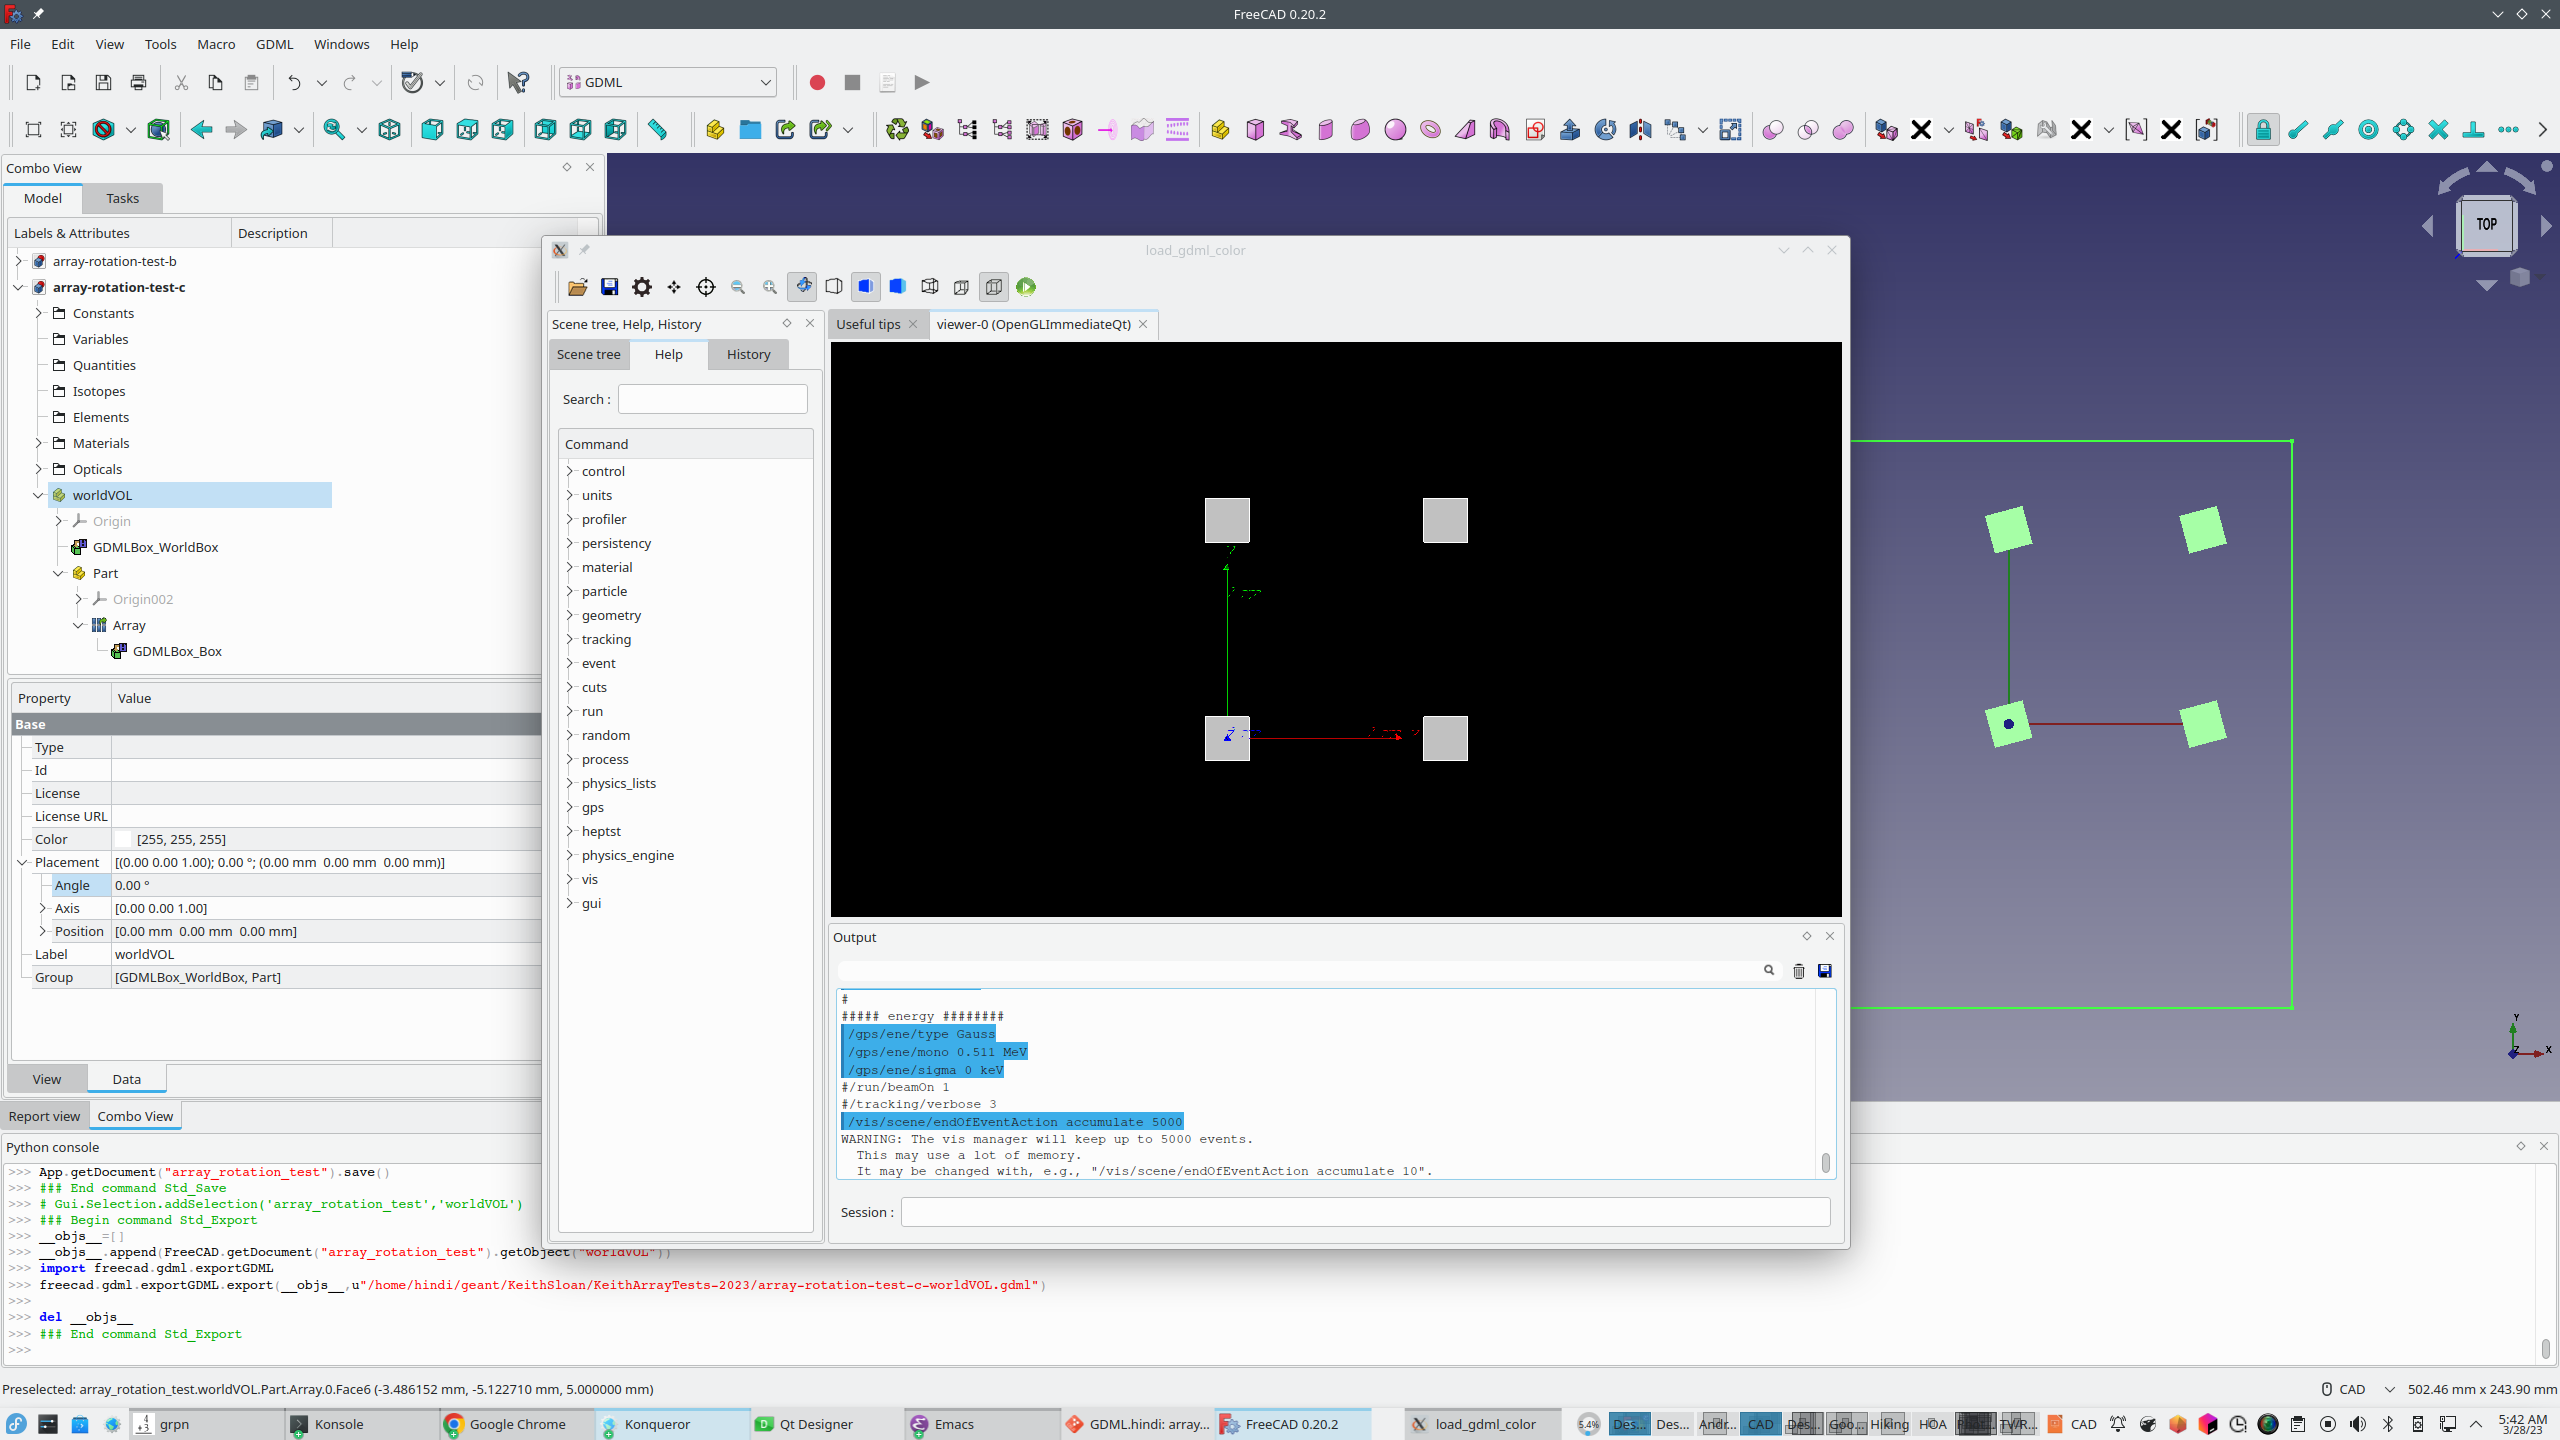 FreeCAD 0.20.2
File Edit View Tools Macro GDML Windows Help
GDML
Combo View
Model Tasks
Labels & Attributes Description
array-rotation-test-b
array-rotation-test-c
Constants
Variables
Quantities
Isotopes
Elements
Materials
Opticals
worldVOL
Origin
GDMLBox_WorldBox
Part
Origin002
Array
GDMLBox_Box
Property Value
Base
Type
Id
License
License URL
Color [255, 255, 255]
Placement [(0.00 0.00 1.00); 0.00 °; (0.00 mm 0.00 mm 0.00 mm)]
Angle 0.00 °
Axis [0.00 0.00 1.00]
Position [0.00 mm 0.00 mm 0.00 mm]
Label worldVOL
Group [GDMLBox_WorldBox, Part]
View Data
Report view Combo View
load_gdml_color
Scene tree, Help, History
Scene tree Help History
Search :
Command
control
units
profiler
persistency
material
particle
geometry
tracking
event
cuts
run
random
process
physics_lists
gps
heptst
physics_engine
vis
gui
Useful tips viewer-0 (OpenGLImmediateQt)
Output
#
##### energy ########
/gps/ene/type Gauss
/gps/ene/mono 0.511 MeV
/gps/ene/sigma 0 keV
#/run/beamOn 1
#/tracking/verbose 3
/vis/scene/endOfEventAction accumulate 5000
WARNING: The vis manager will keep up to 5000 events.
This may use a lot of memory.
It may be changed with, e.g., "/vis/scene/endOfEventAction accumulate 10".
Session :
TOP
Y
Z X
Python console
>>> App.getDocument("array_rotation_test").save()
>>> ### End command Std_Save
>>> # Gui.Selection.addSelection('array_rotation_test','worldVOL')
>>> ### Begin command Std_Export
>>> __objs__=[]
>>> __objs__.append(FreeCAD.getDocument("array_rotation_test").getObject("worldVOL"))
>>> import freecad.gdml.exportGDML
>>> freecad.gdml.exportGDML.export(__objs__,u"/home/hindi/geant/KeithSloan/KeithArrayTests-2023/array-rotation-test-c-worldVOL.gdml")
>>>
>>> del __objs__
>>> ### End command Std_Export
>>>
Preselected: array_rotation_test.worldVOL.Part.Array.0.Face6 (-3.486152 mm, -5.122710 mm, 5.000000 mm)
CAD 502.46 mm x 243.90 mm
grpn Konsole Google Chrome Konqueror Qt Designer Emacs GDML.hindi: array... FreeCAD 0.20.2 load_gdml_color 5.4% Des... Des... Andr... CAD Des... Goo... Hiking HOA TV/R... CAD
5:42 AM
3/28/23